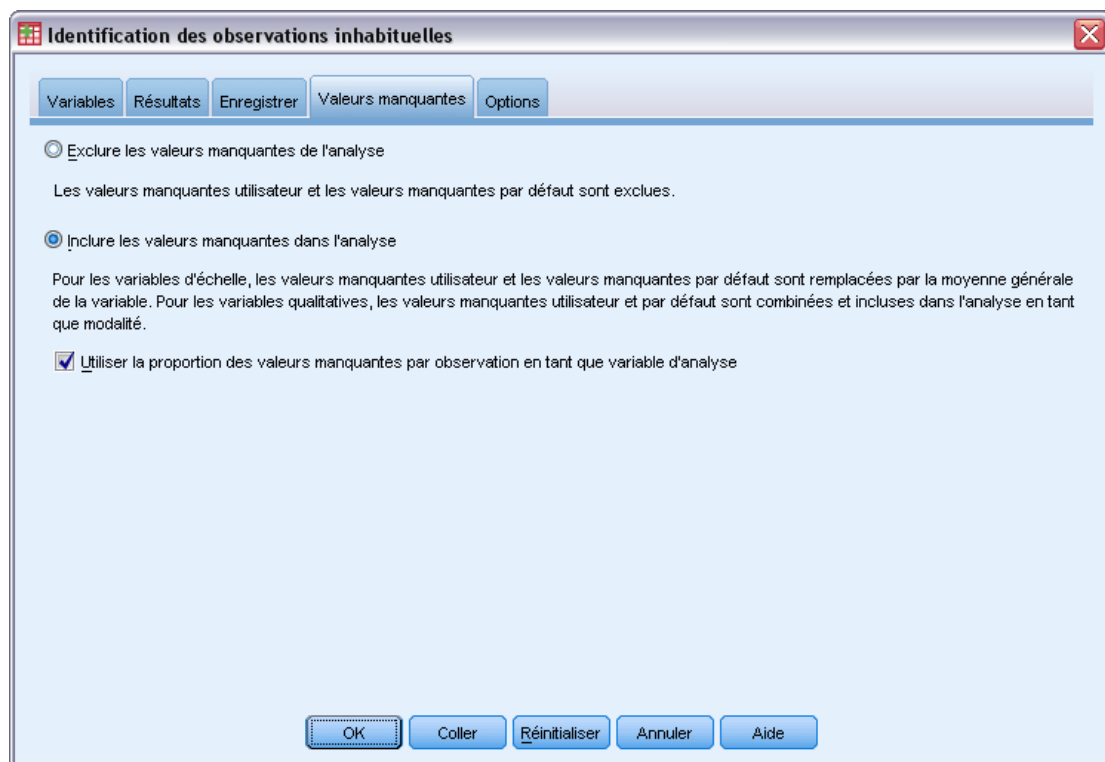 Identification des observations inhabituelles
Variables Résultats Enregistrer Valeurs manquantes Options
Exclure les valeurs manquantes de l'analyse
Les valeurs manquantes utilisateur et les valeurs manquantes par défaut sont exclues.
Inclure les valeurs manquantes dans l'analyse
Pour les variables d'échelle, les valeurs manquantes utilisateur et les valeurs manquantes par défaut sont remplacées par la moyenne générale
de la variable. Pour les variables qualitatives, les valeurs manquantes utilisateur et par défaut sont combinées et incluses dans l'analyse en tant
que modalité.
Utiliser la proportion des valeurs manquantes par observation en tant que variable d'analyse
OK Coller Réinitialiser Annuler Aide